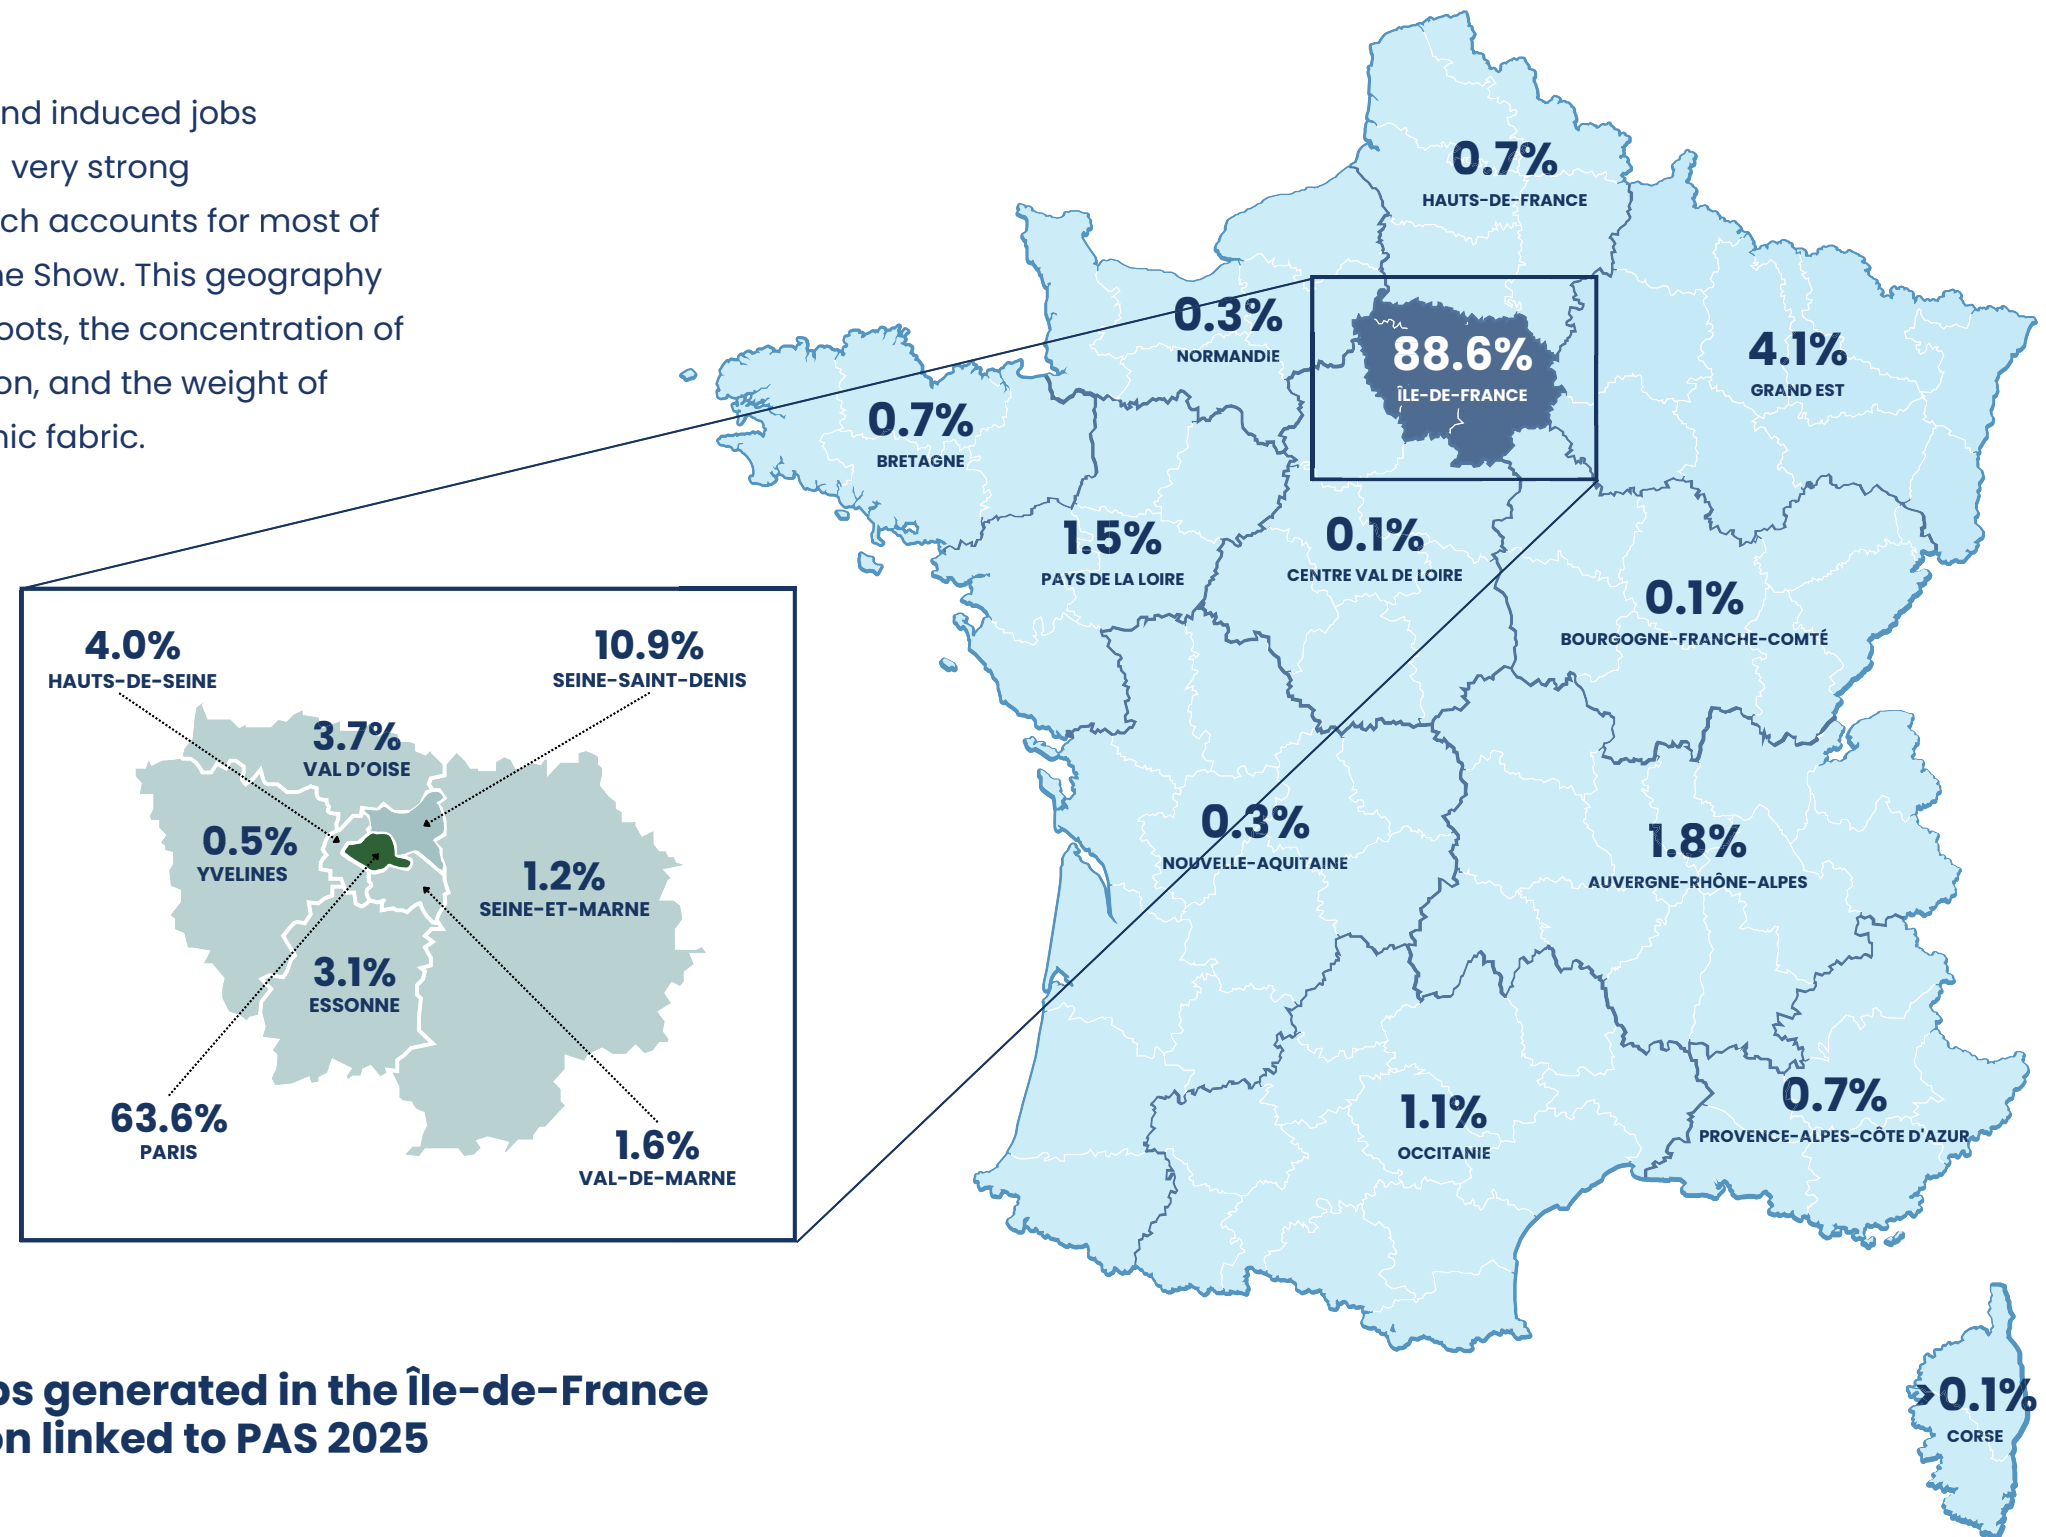 nd induced jobs
very strong
ch accounts for most of
e Show. This geography
oots, the concentration of
on, and the weight of
nic fabric.
0.7%
HAUTS-DE-FRANCE
0.3%
NORMANDIE
88.6%
ÎLE-DE-FRANCE
4.1%
GRAND EST
0.7%
BRETAGNE
1.5%
PAYS DE LA LOIRE
0.1%
CENTRE VAL DE LOIRE
0.1%
BOURGOGNE-FRANCHE-COMTÉ
0.3%
NOUVELLE-AQUITAINE
1.8%
AUVERGNE-RHÔNE-ALPES
1.1%
OCCITANIE
0.7%
PROVENCE-ALPES-CÔTE D'AZUR
>0.1%
CORSE
4.0%
HAUTS-DE-SEINE
10.9%
SEINE-SAINT-DENIS
3.7%
VAL D’OISE
0.5%
YVELINES
1.2%
SEINE-ET-MARNE
3.1%
ESSONNE
63.6%
PARIS
1.6%
VAL-DE-MARNE
bs generated in the Île-de-France
on linked to PAS 2025